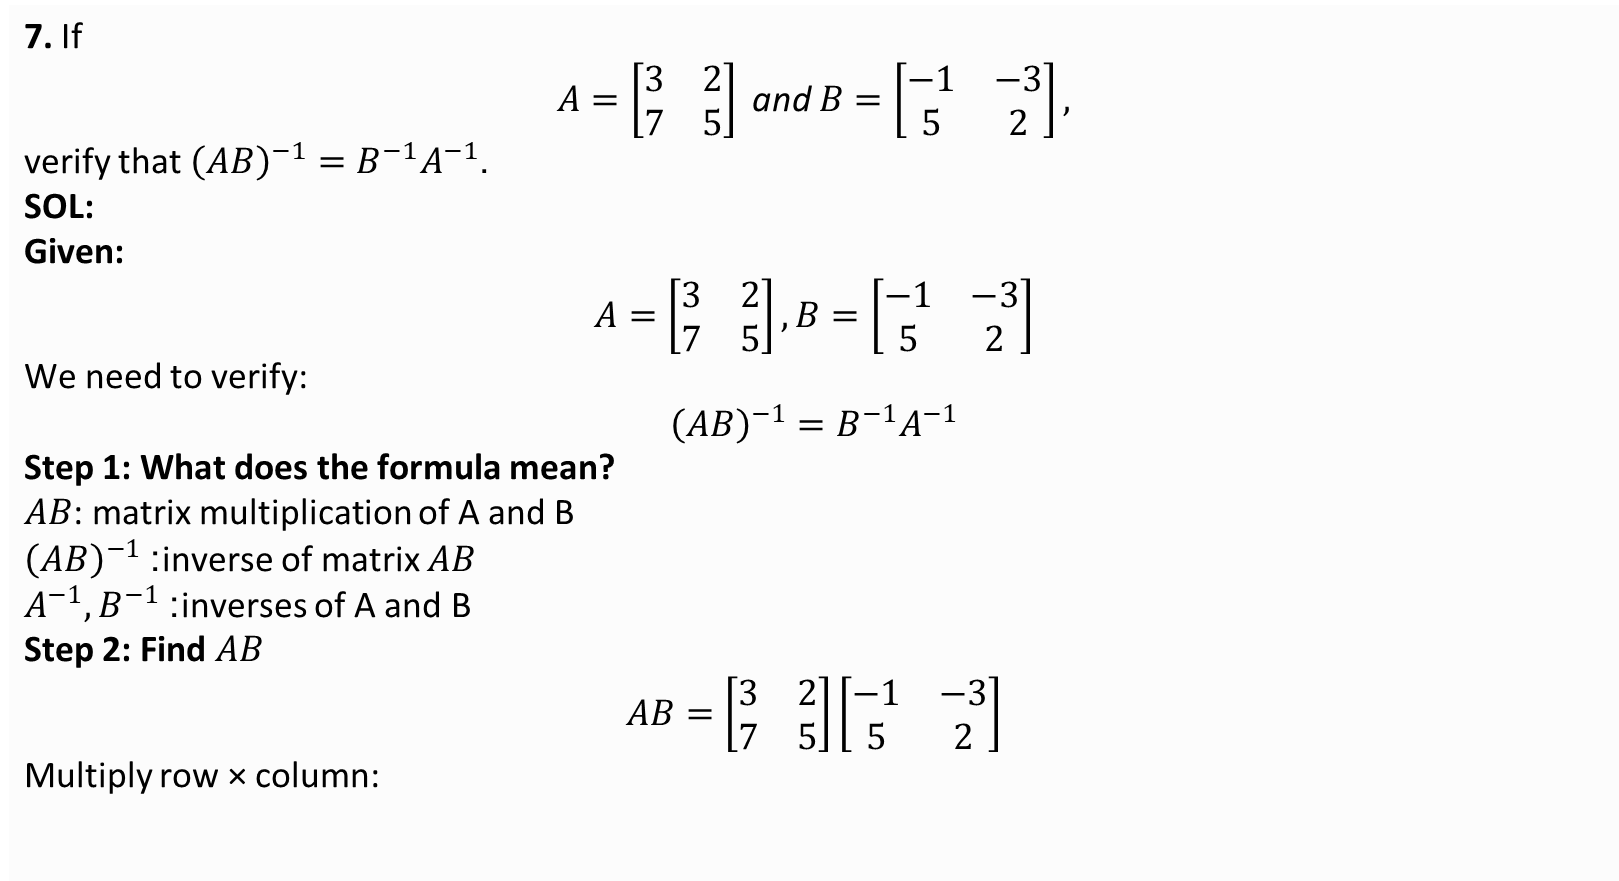 7. If
A = [3 2; 7 5] and B = [−1 −3; 5 2],
verify that (AB)⁻¹ = B⁻¹A⁻¹.
SOL:
Given:
A = [3 2; 7 5], B = [−1 −3; 5 2]
We need to verify:
(AB)⁻¹ = B⁻¹A⁻¹
Step 1: What does the formula mean?
AB: matrix multiplication of A and B
(AB)⁻¹ :inverse of matrix AB
A⁻¹, B⁻¹ :inverses of A and B
Step 2: Find AB
AB = [3 2; 7 5] [−1 −3; 5 2]
Multiply row × column: